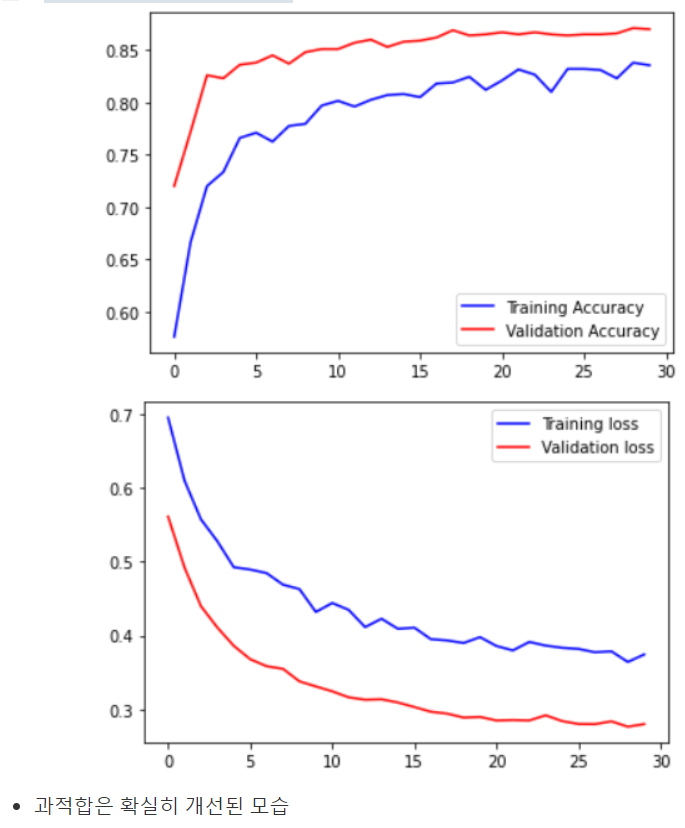 0.85
0.80
0.75
0.70
0.65
0.60
Training Accuracy
Validation Accuracy
0 5 10 15 20 25 30
0.7
0.6
0.5
0.4
0.3
Training loss
Validation loss
0 5 10 15 20 25 30
• 과적합은 확실히 개선된 모습